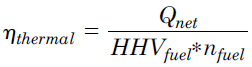 η_thermal = Q_net / (HHV_fuel*n_fuel)